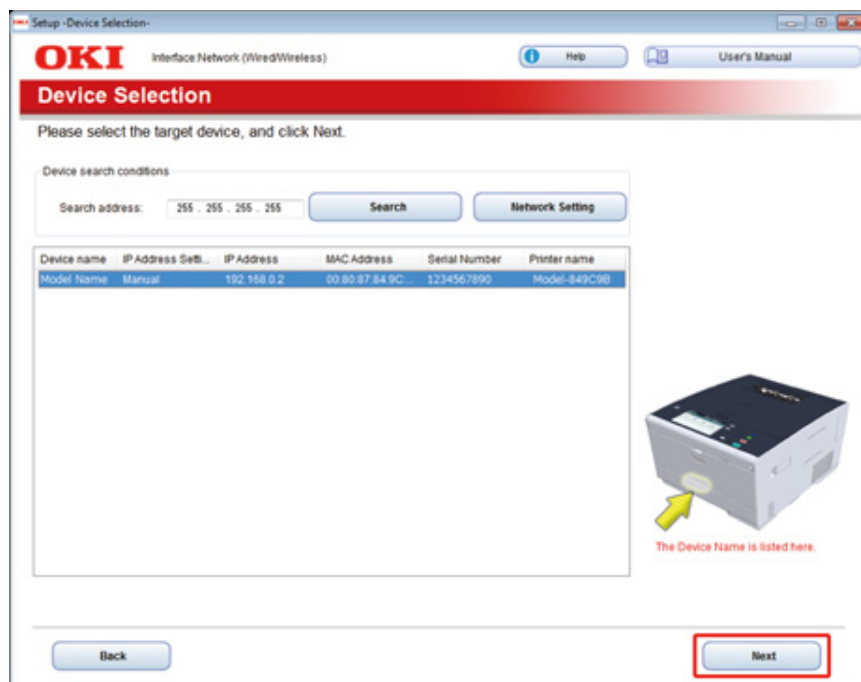 Setup -Device Selection-
OKI Interface:Network (Wired/Wireless) Help User's Manual
Device Selection
Please select the target device, and click Next.
Device search conditions
Search address: 255 . 255 . 255 . 255 Search Network Setting
Device name IP Address Setti... IP Address MAC Address Serial Number Printer name
Model Name Manual 192.168.0.2 00:80:87:84:9C... 1234567890 Model-849C9B
The Device Name is listed here.
Back Next